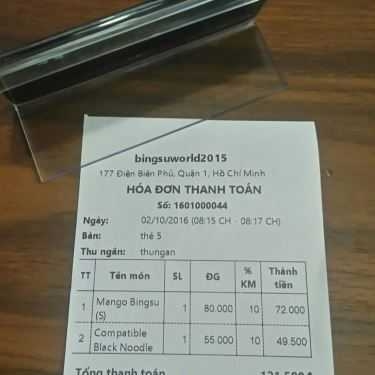 bingsuworld2015
177 Điện Biên Phủ, Quận 1, Hồ Chí Minh
HÓA ĐƠN THANH TOÁN
Số: 1601000044
Ngày: 02/10/2016 (08:15 CH - 08:17 CH)
Bàn: thẻ 5
Thu ngân: thungan
TT Tên món SL ĐG % KM Thành tiền
1 Mango Bingsu (S) 1 80.000 10 72.000
2 Compatible Black Noodle 1 55.000 10 49.500
Tổng thanh toán 121.500đ